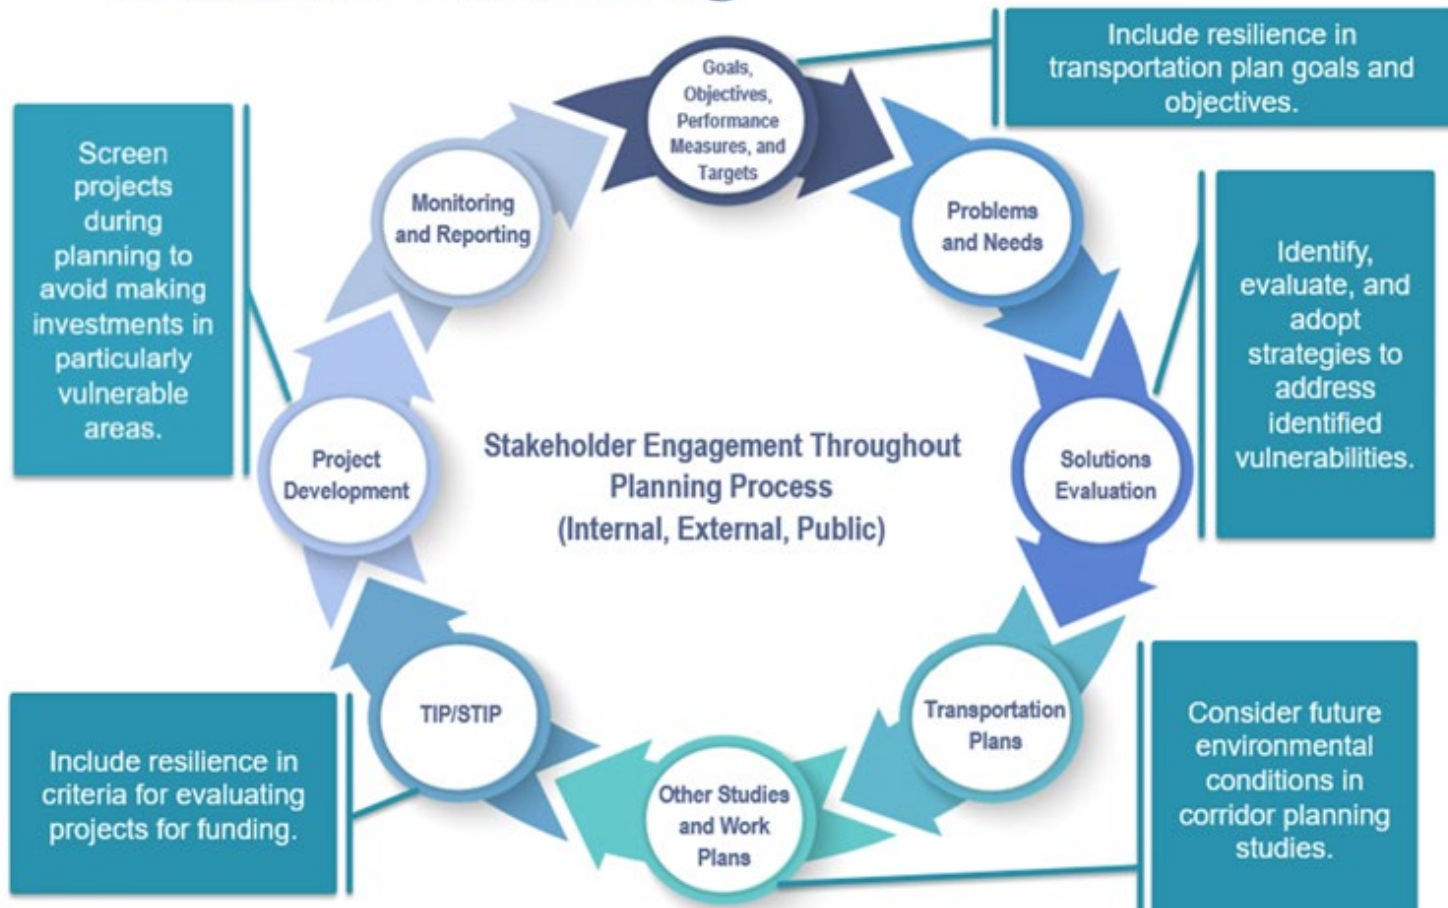 Include resilience in
transportation plan goals and
objectives.
Goals,
Objectives,
Performance
Measures, and
Targets
Screen
projects
during
planning to
avoid making
investments in
particularly
vulnerable
areas.
Monitoring
and Reporting
Problems
and Needs
Identify,
evaluate, and
adopt
strategies to
address
identified
vulnerabilities.
Project
Development
Stakeholder Engagement Throughout
Planning Process
(Internal, External, Public)
Solutions
Evaluation
TIP/STIP
Transportation
Plans
Include resilience in
criteria for evaluating
projects for funding.
Other Studies
and Work
Plans
Consider future
environmental
conditions in
corridor planning
studies.